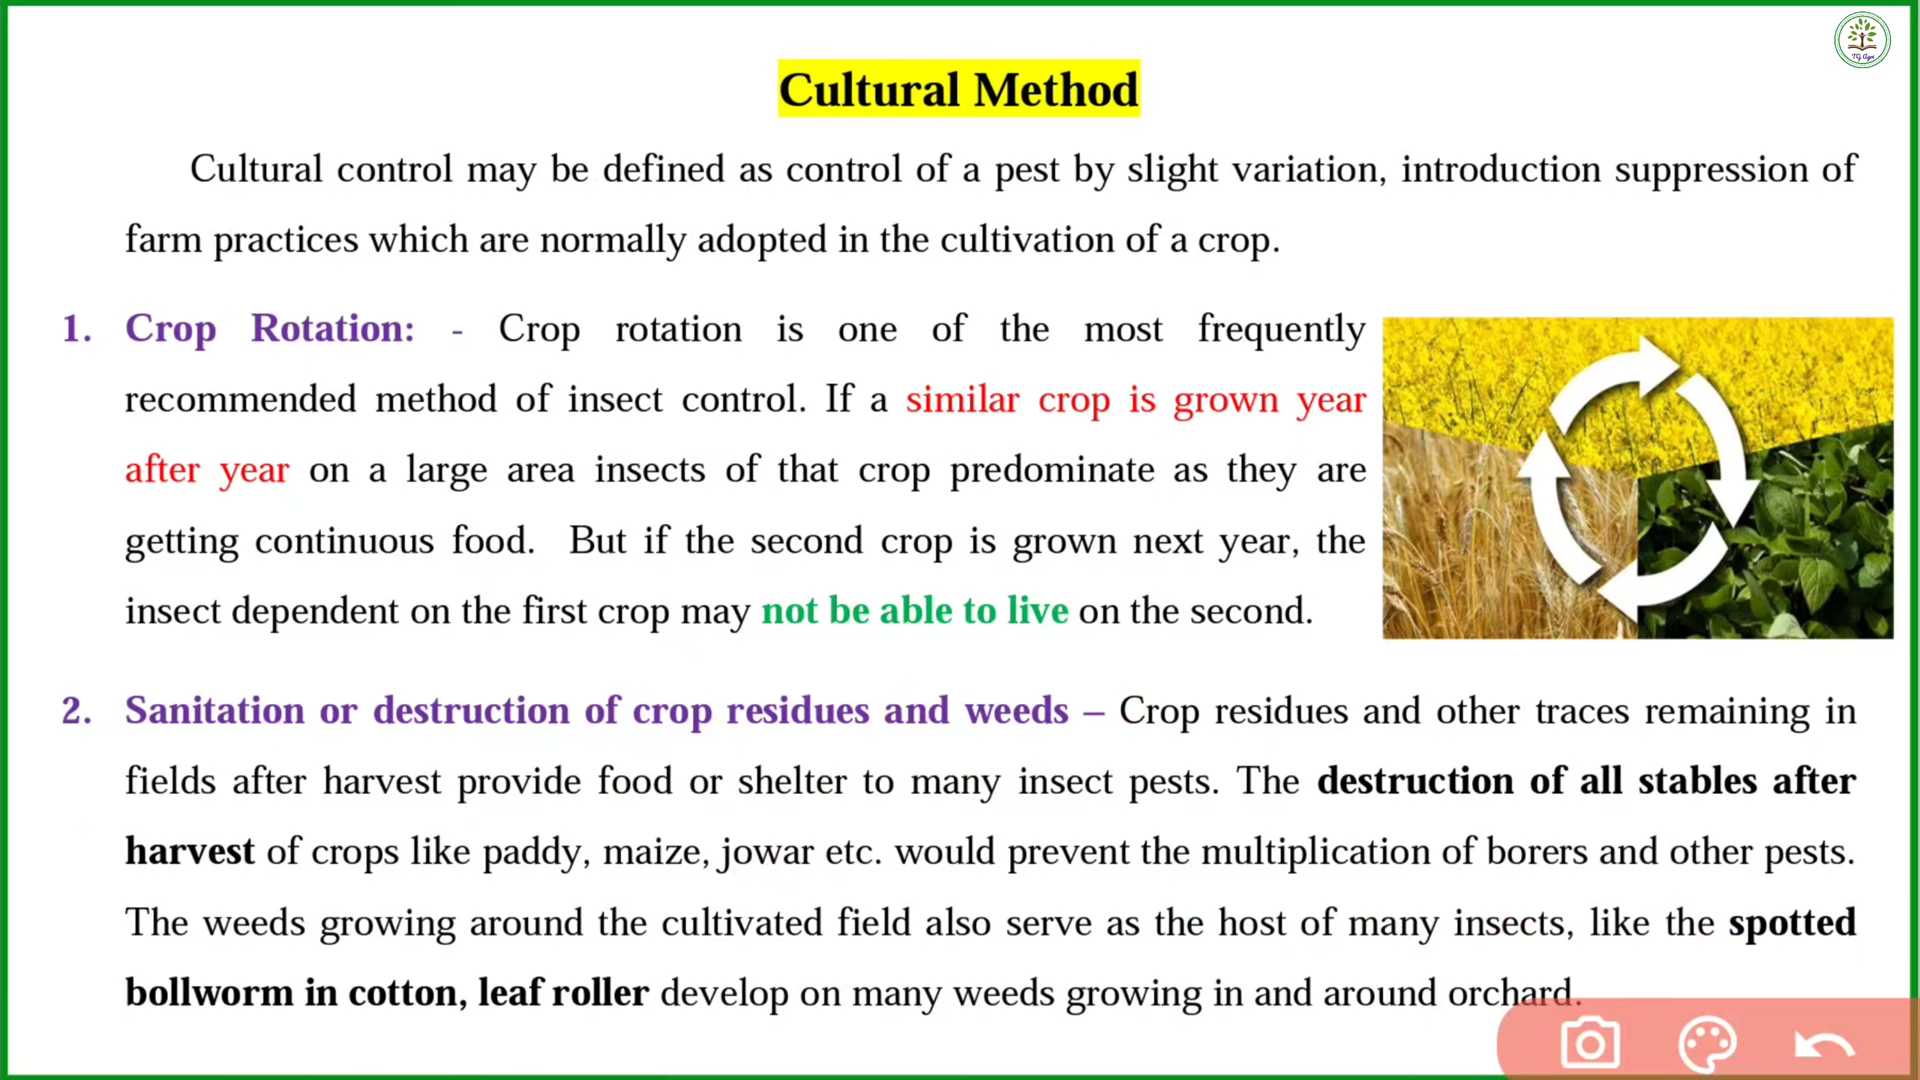 TG Agri
Cultural Method
Cultural control may be defined as control of a pest by slight variation, introduction suppression of
farm practices which are normally adopted in the cultivation of a crop.
1. Crop Rotation: - Crop rotation is one of the most frequently
recommended method of insect control. If a similar crop is grown year
after year on a large area insects of that crop predominate as they are
getting continuous food. But if the second crop is grown next year, the
insect dependent on the first crop may not be able to live on the second.
2. Sanitation or destruction of crop residues and weeds – Crop residues and other traces remaining in
fields after harvest provide food or shelter to many insect pests. The destruction of all stables after
harvest of crops like paddy, maize, jowar etc. would prevent the multiplication of borers and other pests.
The weeds growing around the cultivated field also serve as the host of many insects, like the spotted
bollworm in cotton, leaf roller develop on many weeds growing in and around orchard.